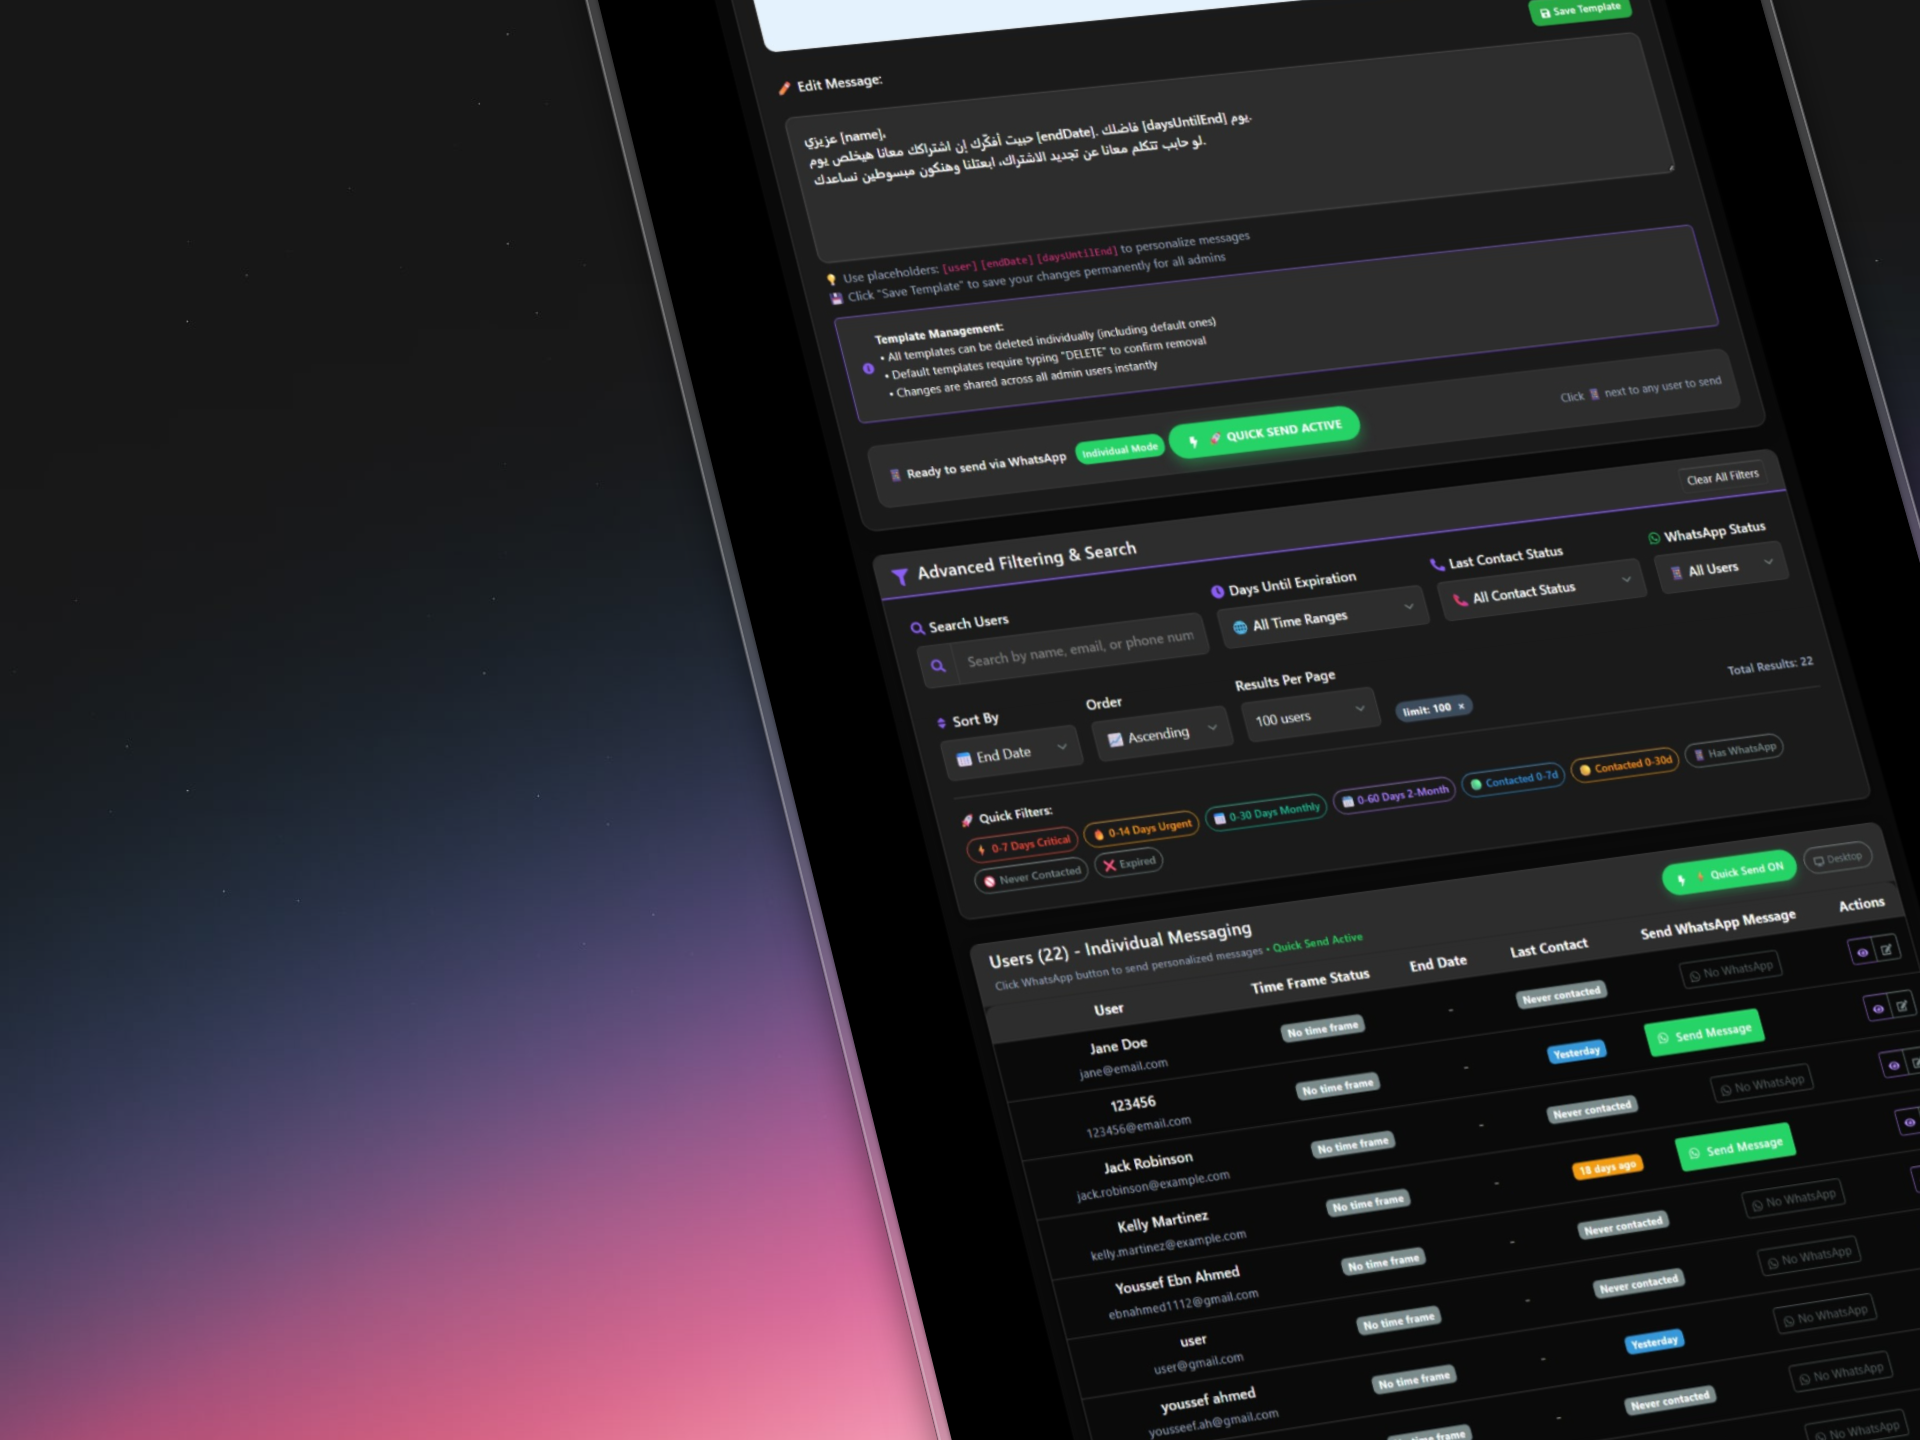 Save Template
Edit Message:
عزيزي [name]،
حبيت أفكّرك إن اشتراكك معانا هيخلص يوم [endDate]. فاضلك [daysUntilEnd] يوم.
لو حابب تتكلم معانا عن تجديد الاشتراك، ابعتلنا وهنكون مبسوطين نساعدك.
Use placeholders: [user] [endDate] [daysUntilEnd] to personalize messages
Click "Save Template" to save your changes permanently for all admins
Template Management:
• All templates can be deleted individually (including default ones)
• Default templates require typing "DELETE" to confirm removal
• Changes are shared across all admin users instantly
Ready to send via WhatsApp Individual Mode QUICK SEND ACTIVE Click next to any user to send
Advanced Filtering & Search Clear All Filters
Search Users Days Until Expiration Last Contact Status WhatsApp Status
Search by name, email, or phone num All Time Ranges All Contact Status All Users
Sort By Order Results Per Page
End Date Ascending 100 users limit: 100 × Total Results: 22
Quick Filters:
0-7 Days Critical 0-14 Days Urgent 0-30 Days Monthly 0-60 Days 2-Month Contacted 0-7d Contacted 0-30d Has WhatsApp
Never Contacted Expired
Users (22) - Individual Messaging Quick Send ON Desktop
Click WhatsApp button to send personalized messages • Quick Send Active
User Time Frame Status End Date Last Contact Send WhatsApp Message Actions
Jane Doe No time frame - Never contacted No WhatsApp
jane@email.com
123456 No time frame - Yesterday Send Message
123456@email.com
Jack Robinson No time frame - Never contacted No WhatsApp
jack.robinson@example.com
Kelly Martinez No time frame - 18 days ago Send Message
kelly.martinez@example.com
Youssef Ebn Ahmed No time frame - Never contacted No WhatsApp
ebnahmed1112@gmail.com
user No time frame - Never contacted No WhatsApp
user@gmail.com
youssef ahmed No time frame - Yesterday No WhatsApp
yousseef.ah@gmail.com
time frame - Never contacted No WhatsApp
No WhatsApp